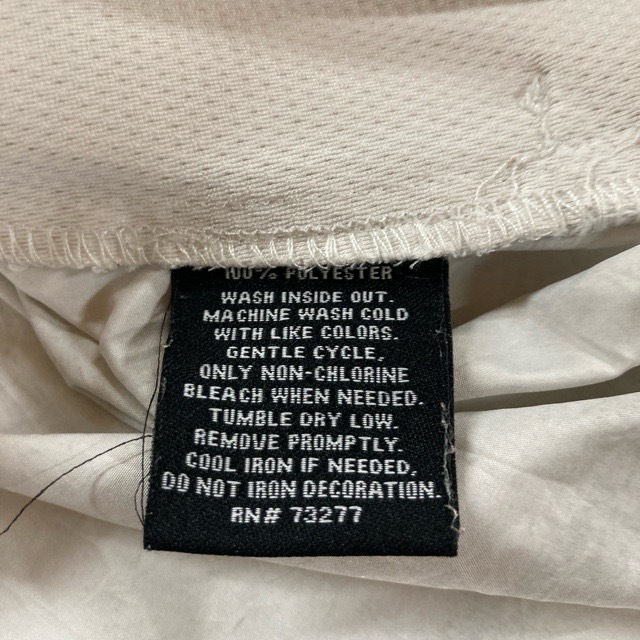 100% POLYESTER
WASH INSIDE OUT.
MACHINE WASH COLD
WITH LIKE COLORS.
GENTLE CYCLE,
ONLY NON-CHLORINE
BLEACH WHEN NEEDED.
TUMBLE DRY LOW.
REMOVE PROMPTLY.
COOL IRON IF NEEDED,
DO NOT IRON DECORATION.
RN# 73277